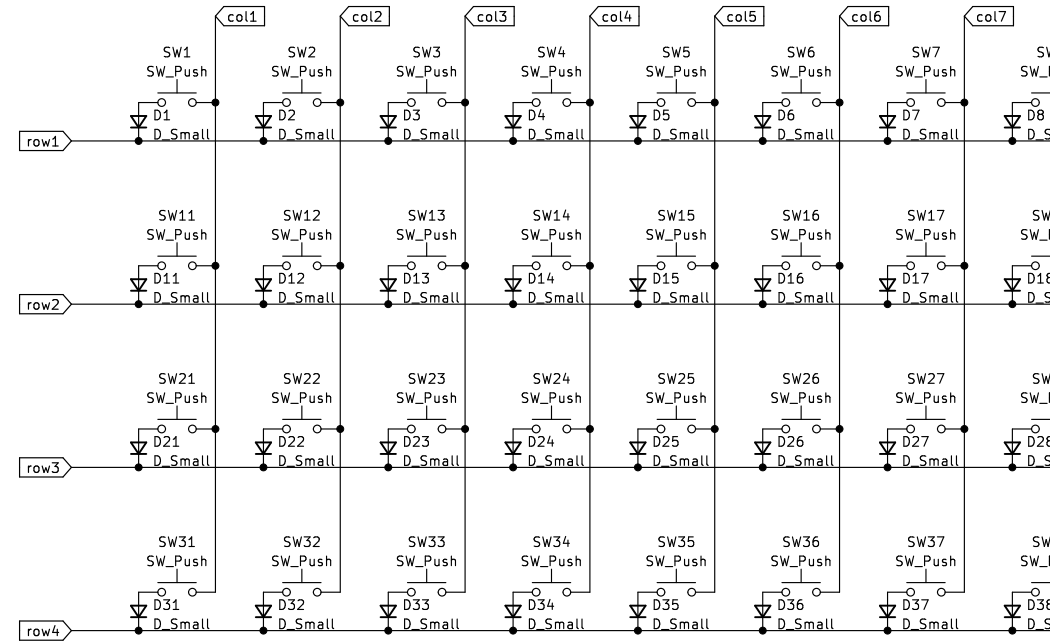 col1 col2 col3 col4 col5 col6 col7
SW1 SW2 SW3 SW4 SW5 SW6 SW7
SW_Push SW_Push SW_Push SW_Push SW_Push SW_Push SW_Push
D1 D2 D3 D4 D5 D6 D7 D8
row1 D_Small D_Small D_Small D_Small D_Small D_Small D_Small
SW11 SW12 SW13 SW14 SW15 SW16 SW17
SW_Push SW_Push SW_Push SW_Push SW_Push SW_Push SW_Push
D11 D12 D13 D14 D15 D16 D17 D18
row2 D_Small D_Small D_Small D_Small D_Small D_Small D_Small
SW21 SW22 SW23 SW24 SW25 SW26 SW27
SW_Push SW_Push SW_Push SW_Push SW_Push SW_Push SW_Push
D21 D22 D23 D24 D25 D26 D27 D28
row3 D_Small D_Small D_Small D_Small D_Small D_Small D_Small
SW31 SW32 SW33 SW34 SW35 SW36 SW37
SW_Push SW_Push SW_Push SW_Push SW_Push SW_Push SW_Push
D31 D32 D33 D34 D35 D36 D37 D38
row4 D_Small D_Small D_Small D_Small D_Small D_Small D_Small